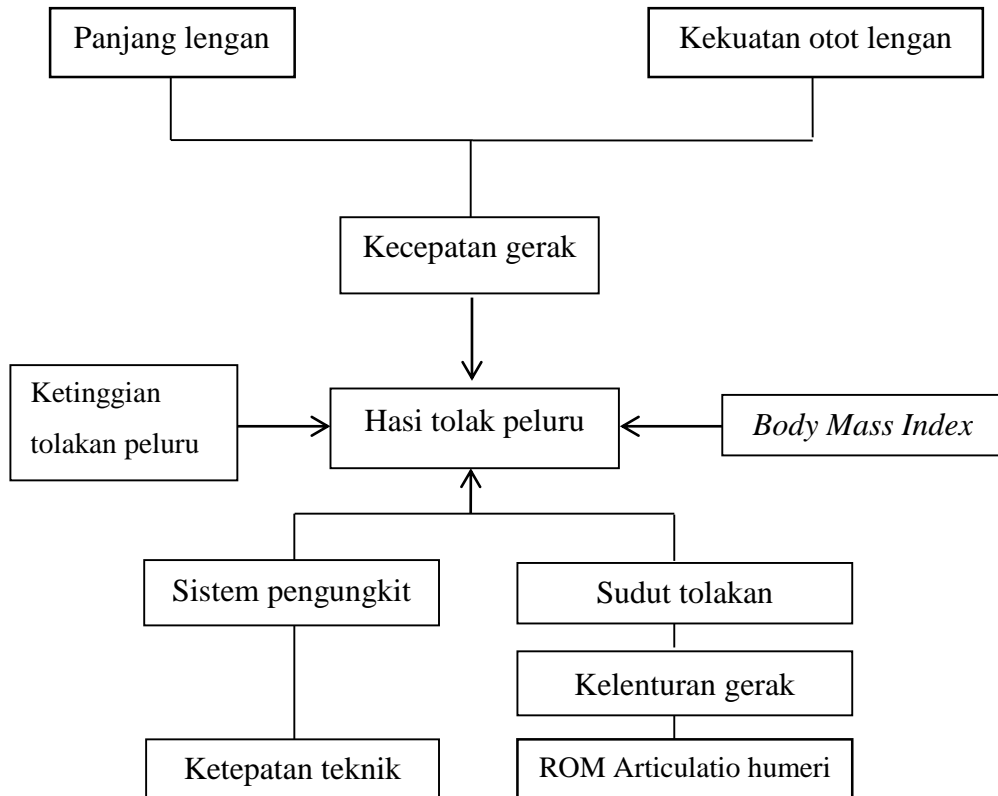 Panjang lengan
Kekuatan otot lengan
Kecepatan gerak
Ketinggian
tolakan peluru
Hasi tolak peluru
Body Mass Index
Sistem pengungkit
Sudut tolakan
Kelenturan gerak
Ketepatan teknik
ROM Articulatio humeri